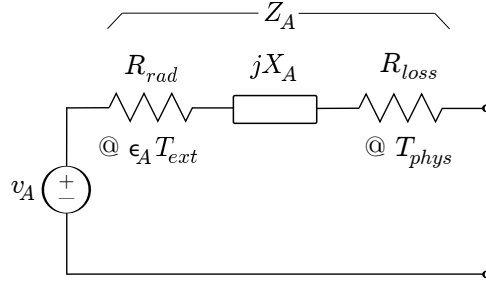 Z_A
R_rad jX_A R_loss
@ ϵ_A T_ext @ T_phys
v_A + −